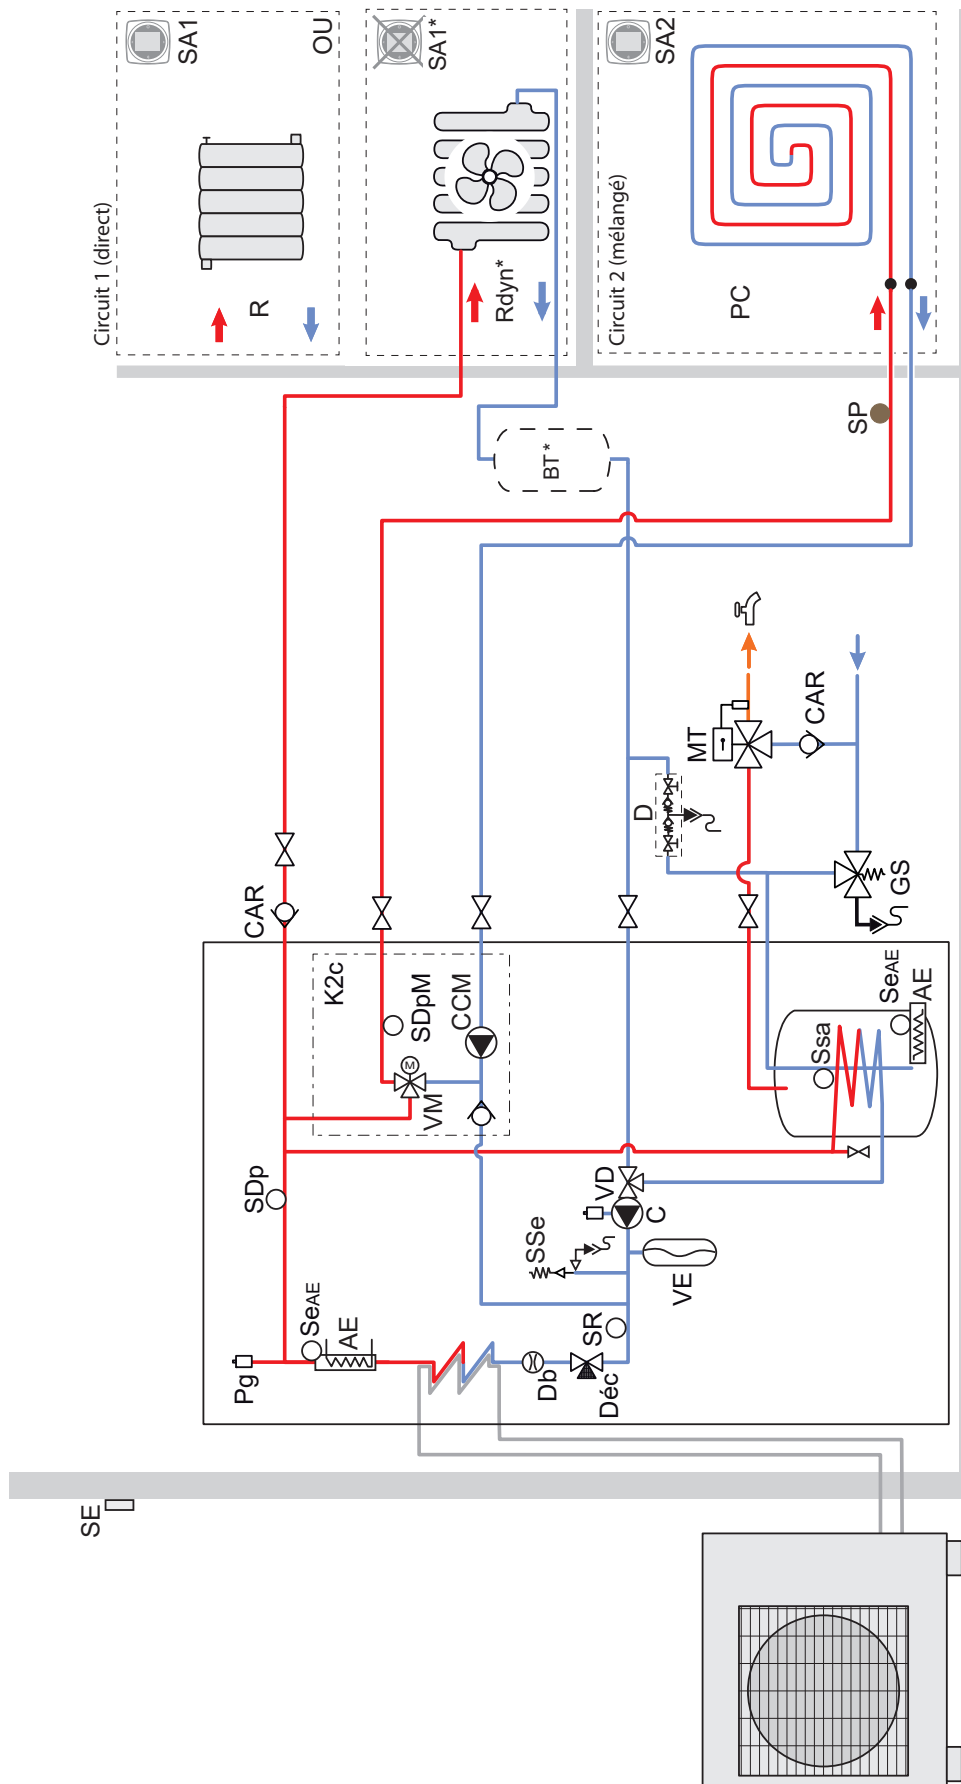 Circuit 1 (direct)
SA1
OU
R
SA1*
Rdyn*
Circuit 2 (mélangé)
SA2
PC
SP
BT*
MT
CAR
D
GS
CAR
K2c
SDpM
CCM
VM
M
SeAE
AE
Ssa
SDp
VD
C
SSe
VE
SeAE
AE
Pg
SR
Db
Déc
SE